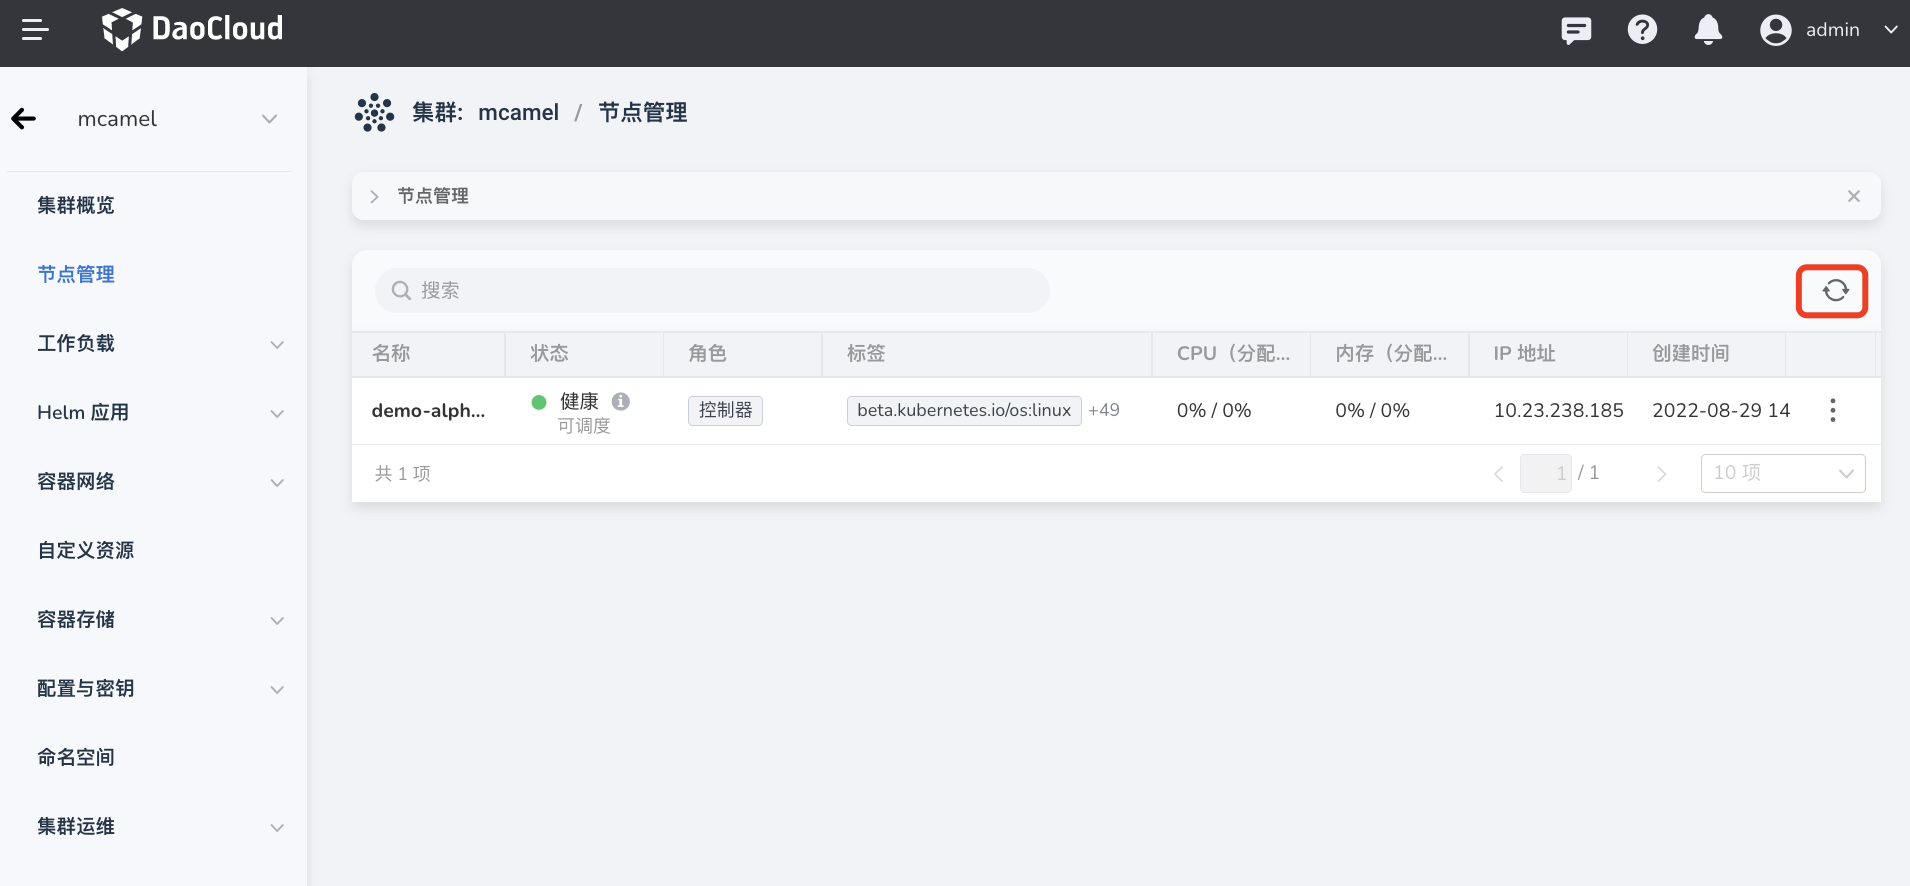 DaoCloud
admin
mcamel
集群概览
节点管理
工作负载
Helm 应用
容器网络
自定义资源
容器存储
配置与密钥
命名空间
集群运维
集群: mcamel / 节点管理
节点管理
搜索
名称 状态 角色 标签 CPU（分配... 内存（分配... IP 地址 创建时间
demo-alph... 健康 控制器 beta.kubernetes.io/os:linux +49 0% / 0% 0% / 0% 10.23.238.185 2022-08-29 14
可调度
共 1 项 1 / 1 10 项